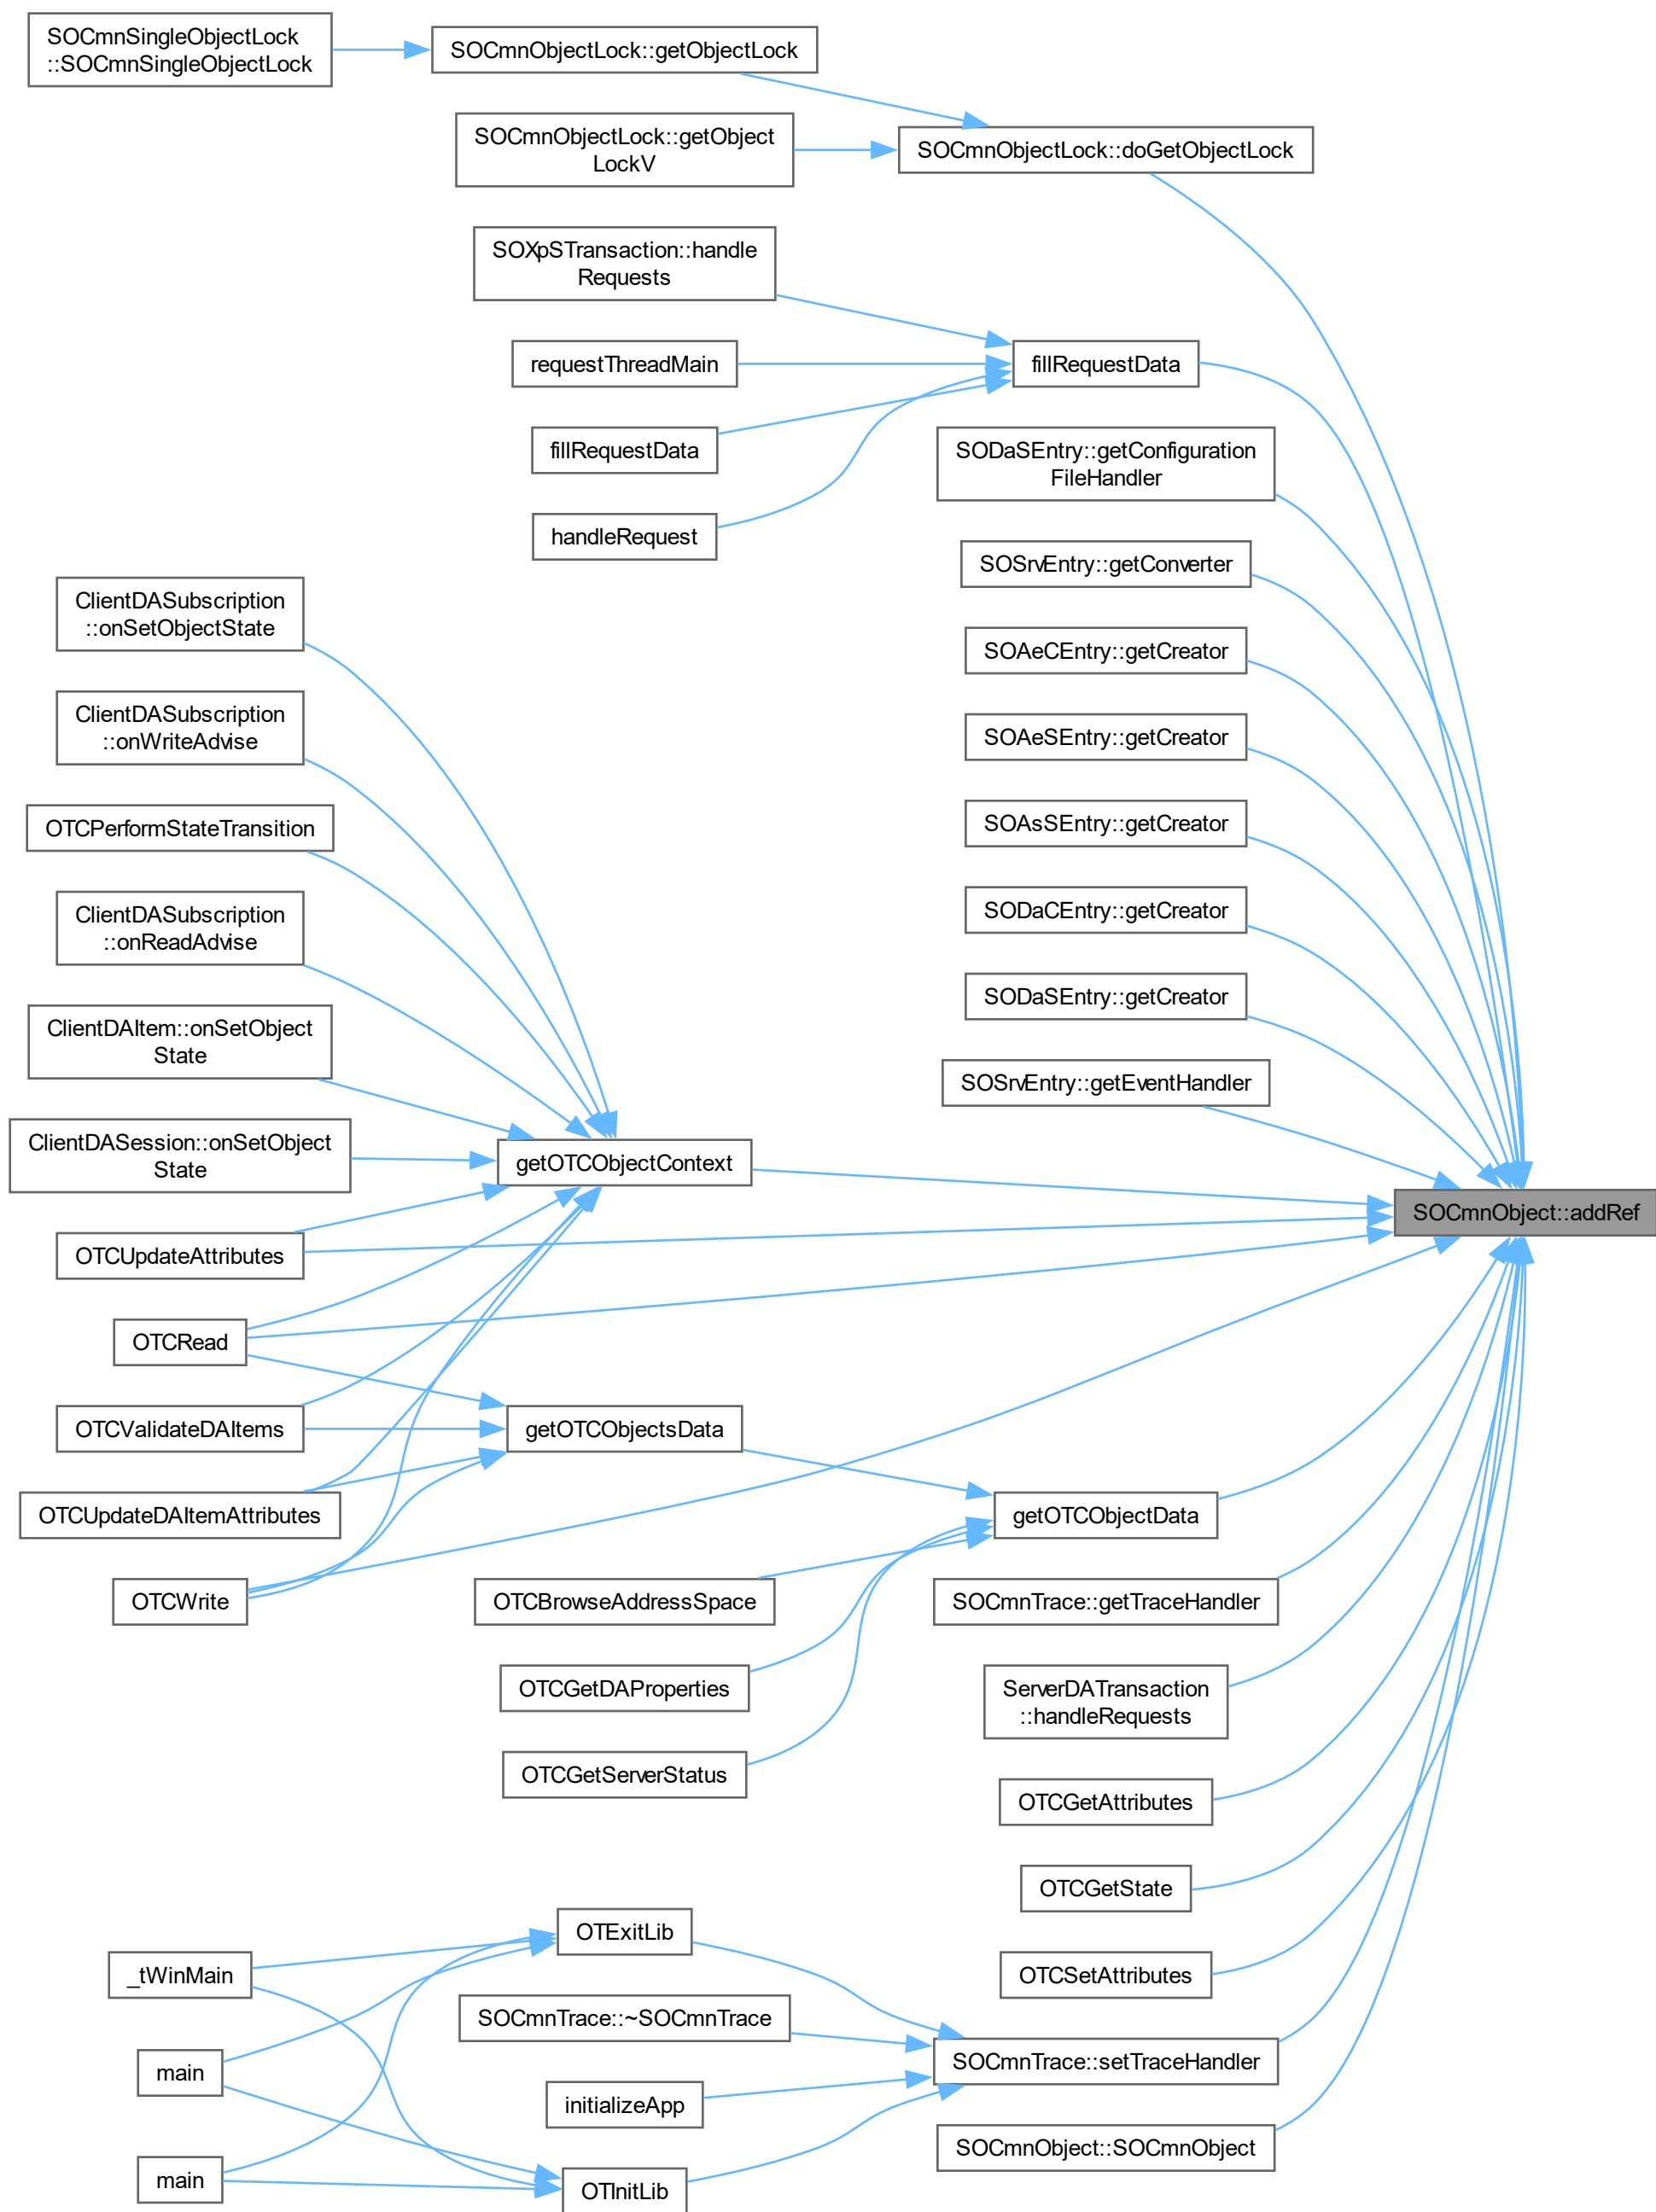 SOCmnSingleObjectLock
::SOCmnSingleObjectLock
SOCmnObjectLock::getObjectLock
SOCmnObjectLock::getObject
LockV
SOCmnObjectLock::doGetObjectLock
SOXpSTransaction::handle
Requests
requestThreadMain
fillRequestData
fillRequestData
handleRequest
SODaSEntry::getConfiguration
FileHandler
SOSrvEntry::getConverter
SOAeCEntry::getCreator
SOAeSEntry::getCreator
SOAsSEntry::getCreator
SODaCEntry::getCreator
SODaSEntry::getCreator
SOSrvEntry::getEventHandler
ClientDASubscription
::onSetObjectState
ClientDASubscription
::onWriteAdvise
OTCPerformStateTransition
ClientDASubscription
::onReadAdvise
ClientDAItem::onSetObject
State
ClientDASession::onSetObject
State
getOTCObjectContext
SOCmnObject::addRef
OTCUpdateAttributes
OTCRead
OTCValidateDAItems
getOTCObjectsData
OTCUpdateDAItemAttributes
getOTCObjectData
OTCWrite
OTCBrowseAddressSpace
SOCmnTrace::getTraceHandler
OTCGetDAProperties
ServerDATransaction
::handleRequests
OTCGetServerStatus
OTCGetAttributes
OTCGetState
OTExitLib
_tWinMain
OTCSetAttributes
SOCmnTrace::~SOCmnTrace
main
SOCmnTrace::setTraceHandler
initializeApp
SOCmnObject::SOCmnObject
main
OTInitLib